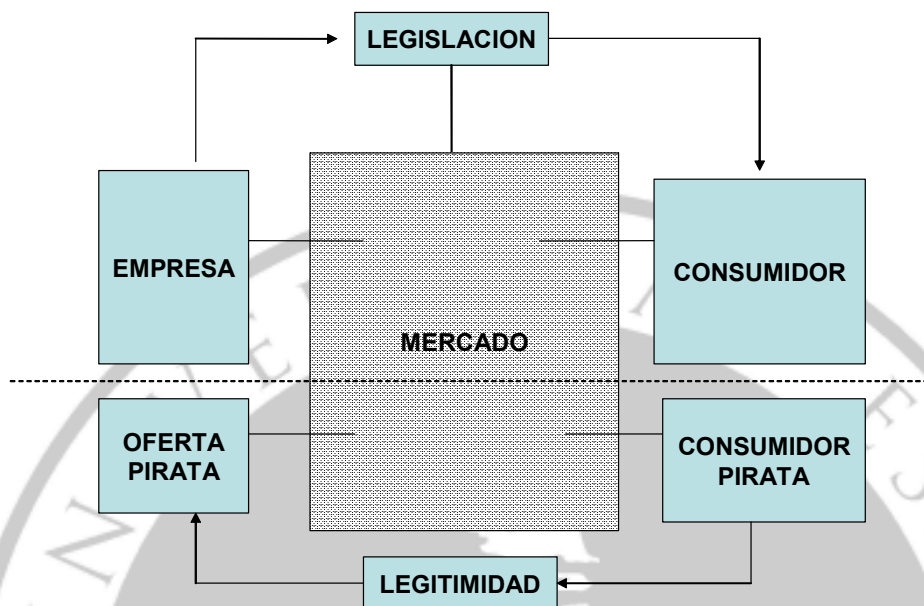 LEGISLACION
EMPRESA
CONSUMIDOR
MERCADO
OFERTA
PIRATA
CONSUMIDOR
PIRATA
LEGITIMIDAD